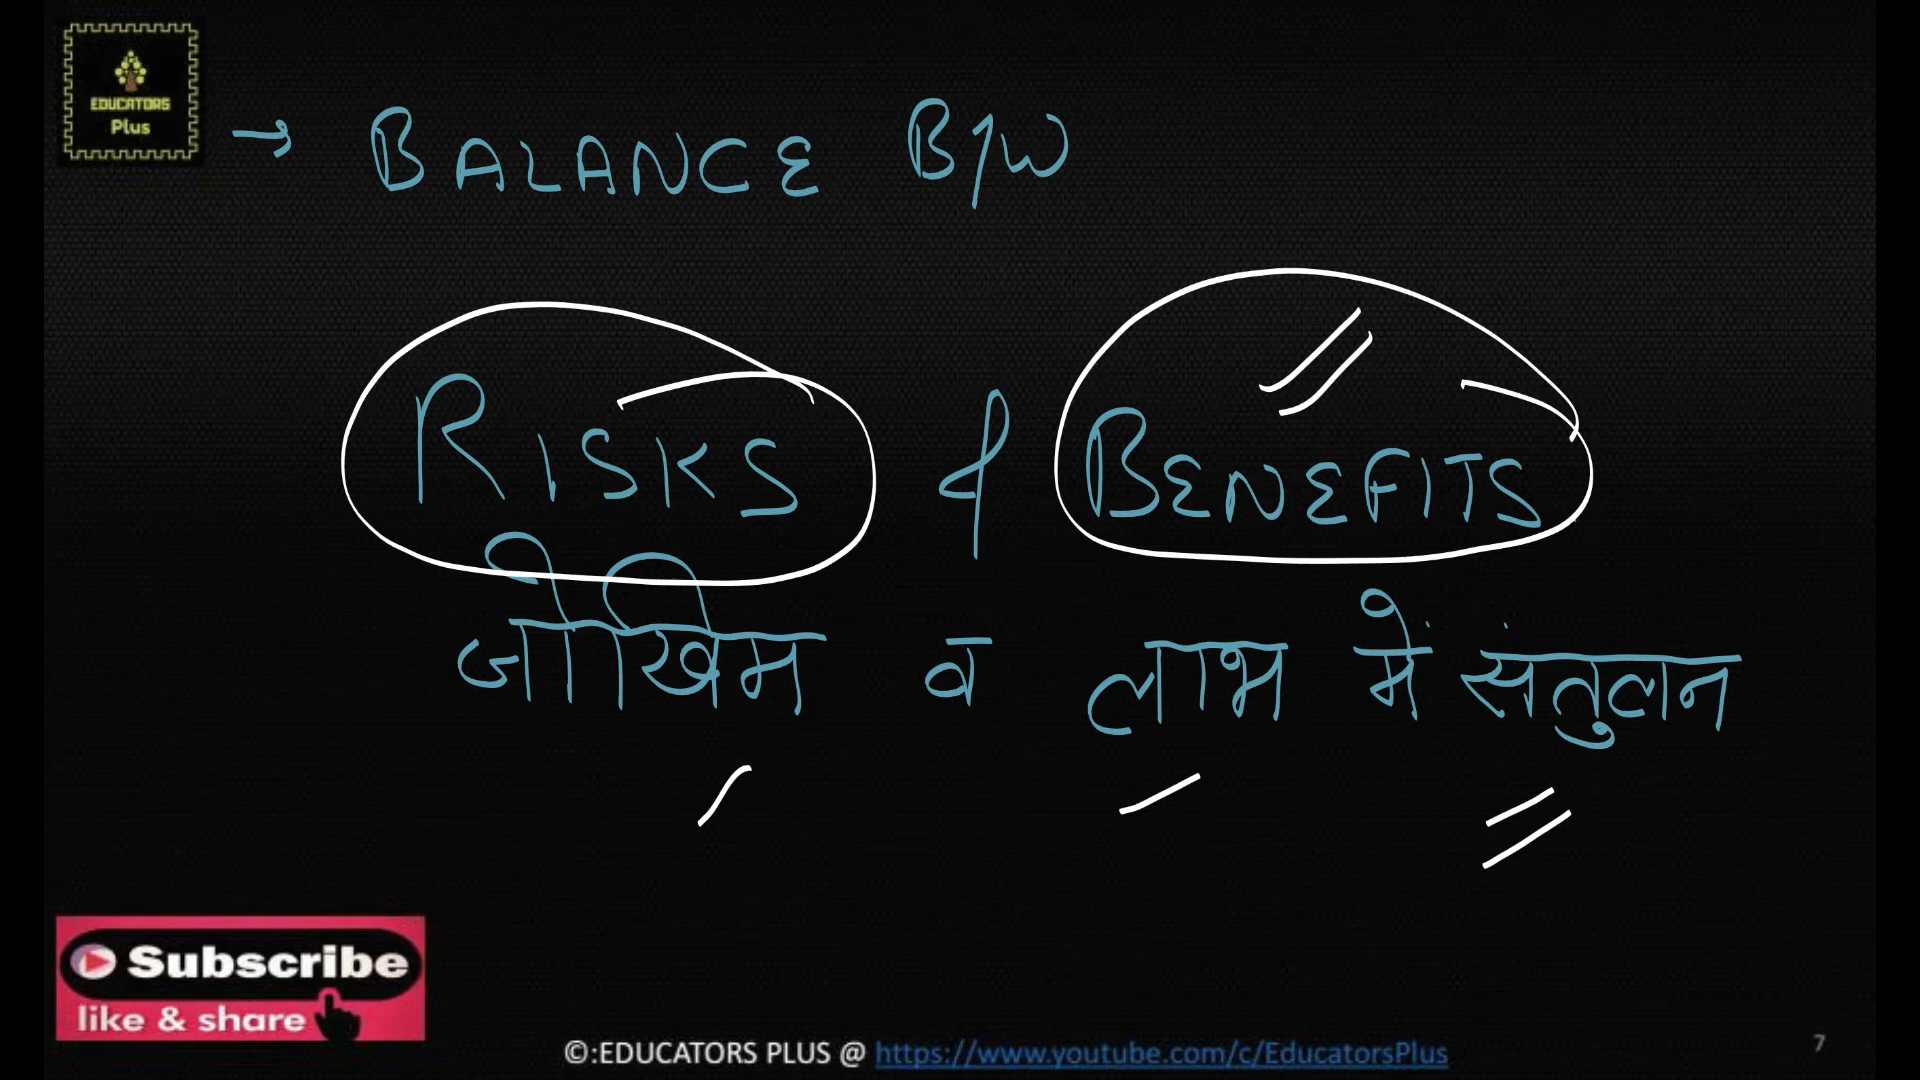 EDUCATORS
Plus
→ BALANCE B/W
RISKS & BENEFITS
जोखिम व लाभ में संतुलन
Subscribe
like & share
©:EDUCATORS PLUS @ https://www.youtube.com/c/EducatorsPlus
7